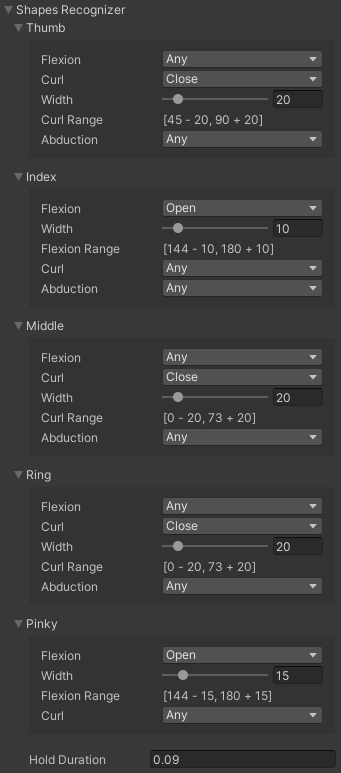 Shapes Recognizer
Thumb
Flexion Any
Curl Close
Width 20
Curl Range [45 - 20, 90 + 20]
Abduction Any
Index
Flexion Open
Width 10
Flexion Range [144 - 10, 180 + 10]
Curl Any
Abduction Any
Middle
Flexion Any
Curl Close
Width 20
Curl Range [0 - 20, 73 + 20]
Abduction Any
Ring
Flexion Any
Curl Close
Width 20
Curl Range [0 - 20, 73 + 20]
Abduction Any
Pinky
Flexion Open
Width 15
Flexion Range [144 - 15, 180 + 15]
Curl Any
Hold Duration 0.09